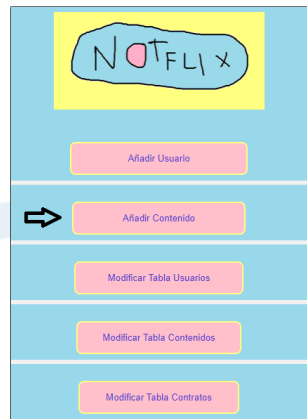 NOTFLIX
Añadir Usuario
Añadir Contenido
Modificar Tabla Usuarios
Modificar Tabla Contenidos
Modificar Tabla Contratos